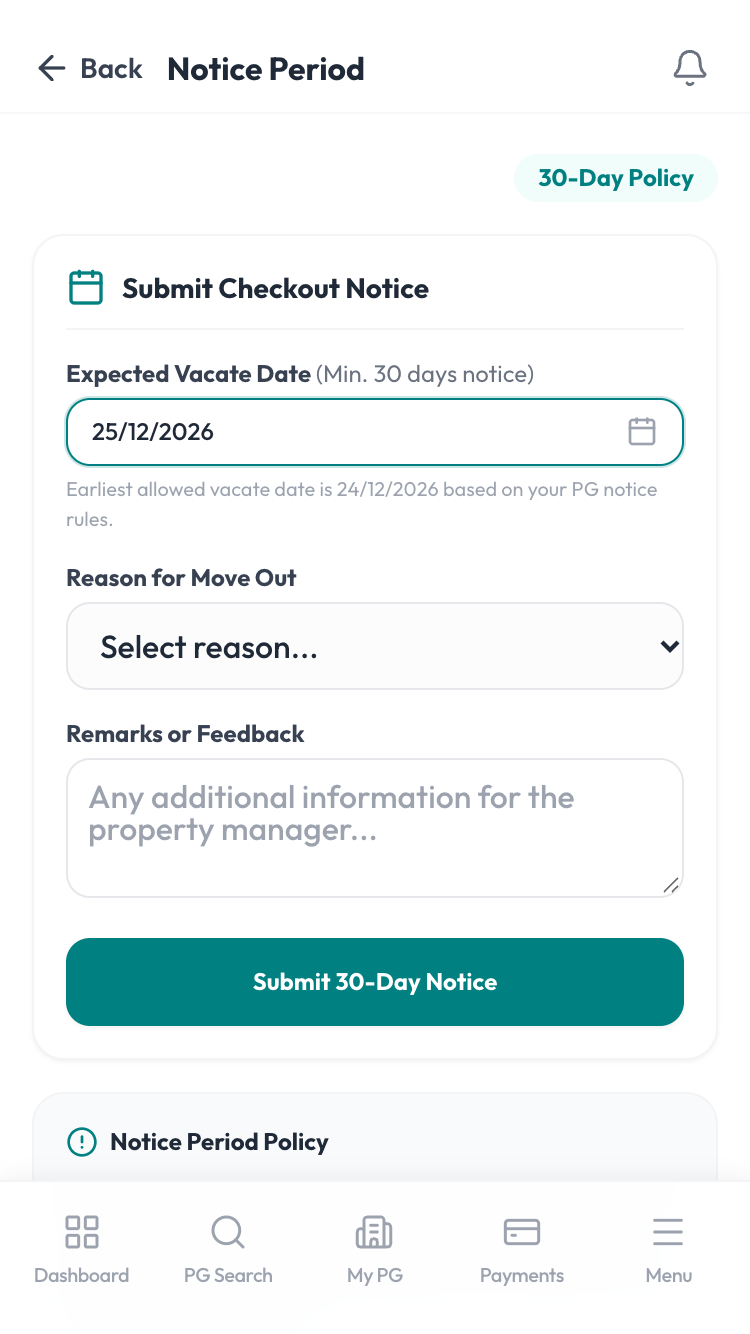 Back Notice Period
30-Day Policy
Submit Checkout Notice
Expected Vacate Date (Min. 30 days notice)
25/12/2026
Earliest allowed vacate date is 24/12/2026 based on your PG notice
rules.
Reason for Move Out
Select reason...
Remarks or Feedback
Any additional information for the
property manager...
Submit 30-Day Notice
Notice Period Policy
Dashboard PG Search My PG Payments Menu